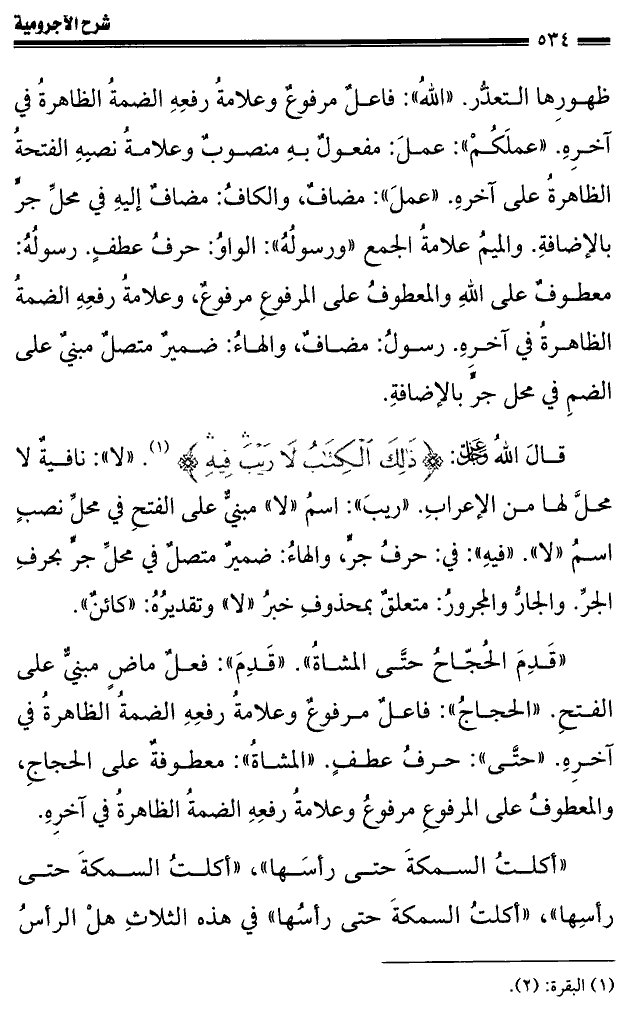 شرح الآجرومية
٥٣٤
ظهورِها التعذُّر. «اللهُ»: فاعلٌ مرفوعٌ وعلامةُ رفعِهِ الضمةُ الظاهرةُ في
آخرِهِ. «عملَكُمْ»: عملَ: مفعولٌ بهِ منصوبٌ وعلامةُ نصبِهِ الفتحةُ
الظاهرةُ على آخرِهِ. «عملَ»: مضافٌ، والكافُ: مضافٌ إليهِ في محلِّ جرٍّ
بالإضافةِ. والميمُ علامةُ الجمعِ «ورسولُهُ»: الواوُ: حرفُ عطفٍ. رسولُهُ:
معطوفٌ على اللهِ والمعطوفُ على المرفوعِ مرفوعٌ، وعلامةُ رفعِهِ الضمةُ
الظاهرةُ في آخرِهِ. رسولُ: مضافٌ، والهاءُ: ضميرٌ متصلٌ مبنيٌّ على
الضمِ في محل جرٍّ بالإضافةِ.
قالَ اللهُ عَزَّ وَجَلَّ: ﴿ذَٰلِكَ الْكِتَابُ لَا رَيْبَ ۛ فِيهِ ۛ﴾ (١). «لا»: نافيةٌ لا
محلَّ لها من الإعرابِ. «ريبَ»: اسمُ «لا» مبنيٌّ على الفتحِ في محلِّ نصبٍ
اسمُ «لا». «فيهِ»: في: حرفُ جرٍّ، والهاءُ: ضميرٌ متصلٌ في محلِّ جرٍّ بحرفِ
الجرِّ. والجارُّ والمجرورُ: متعلقٌ بمحذوفٍ خبرُ «لا» وتقديرُهُ: «كائنٌ».
«قَدِمَ الحُجّاجُ حتَّى المشاةُ». «قَدِمَ»: فعلٌ ماضٍ مبنيٌّ على
الفتحِ. «الحجاجُ»: فاعلٌ مرفوعٌ وعلامةُ رفعِهِ الضمةُ الظاهرةُ في
آخرِهِ. «حتَّى»: حرفُ عطفٍ. «المشاةُ»: معطوفةٌ على الحجاجِ،
والمعطوفُ على المرفوعِ مرفوعُ وعلامةُ رفعِهِ الضمةُ الظاهرةُ في آخرِهِ.
«أكلتُ السمكةَ حتى رأسَها»، «أكلتُ السمكةَ حتى
رأسِها»، «أكلتُ السمكةَ حتى رأسُها» في هذه الثلاثِ هلْ الرأسُ
(١) البقرة: (٢).